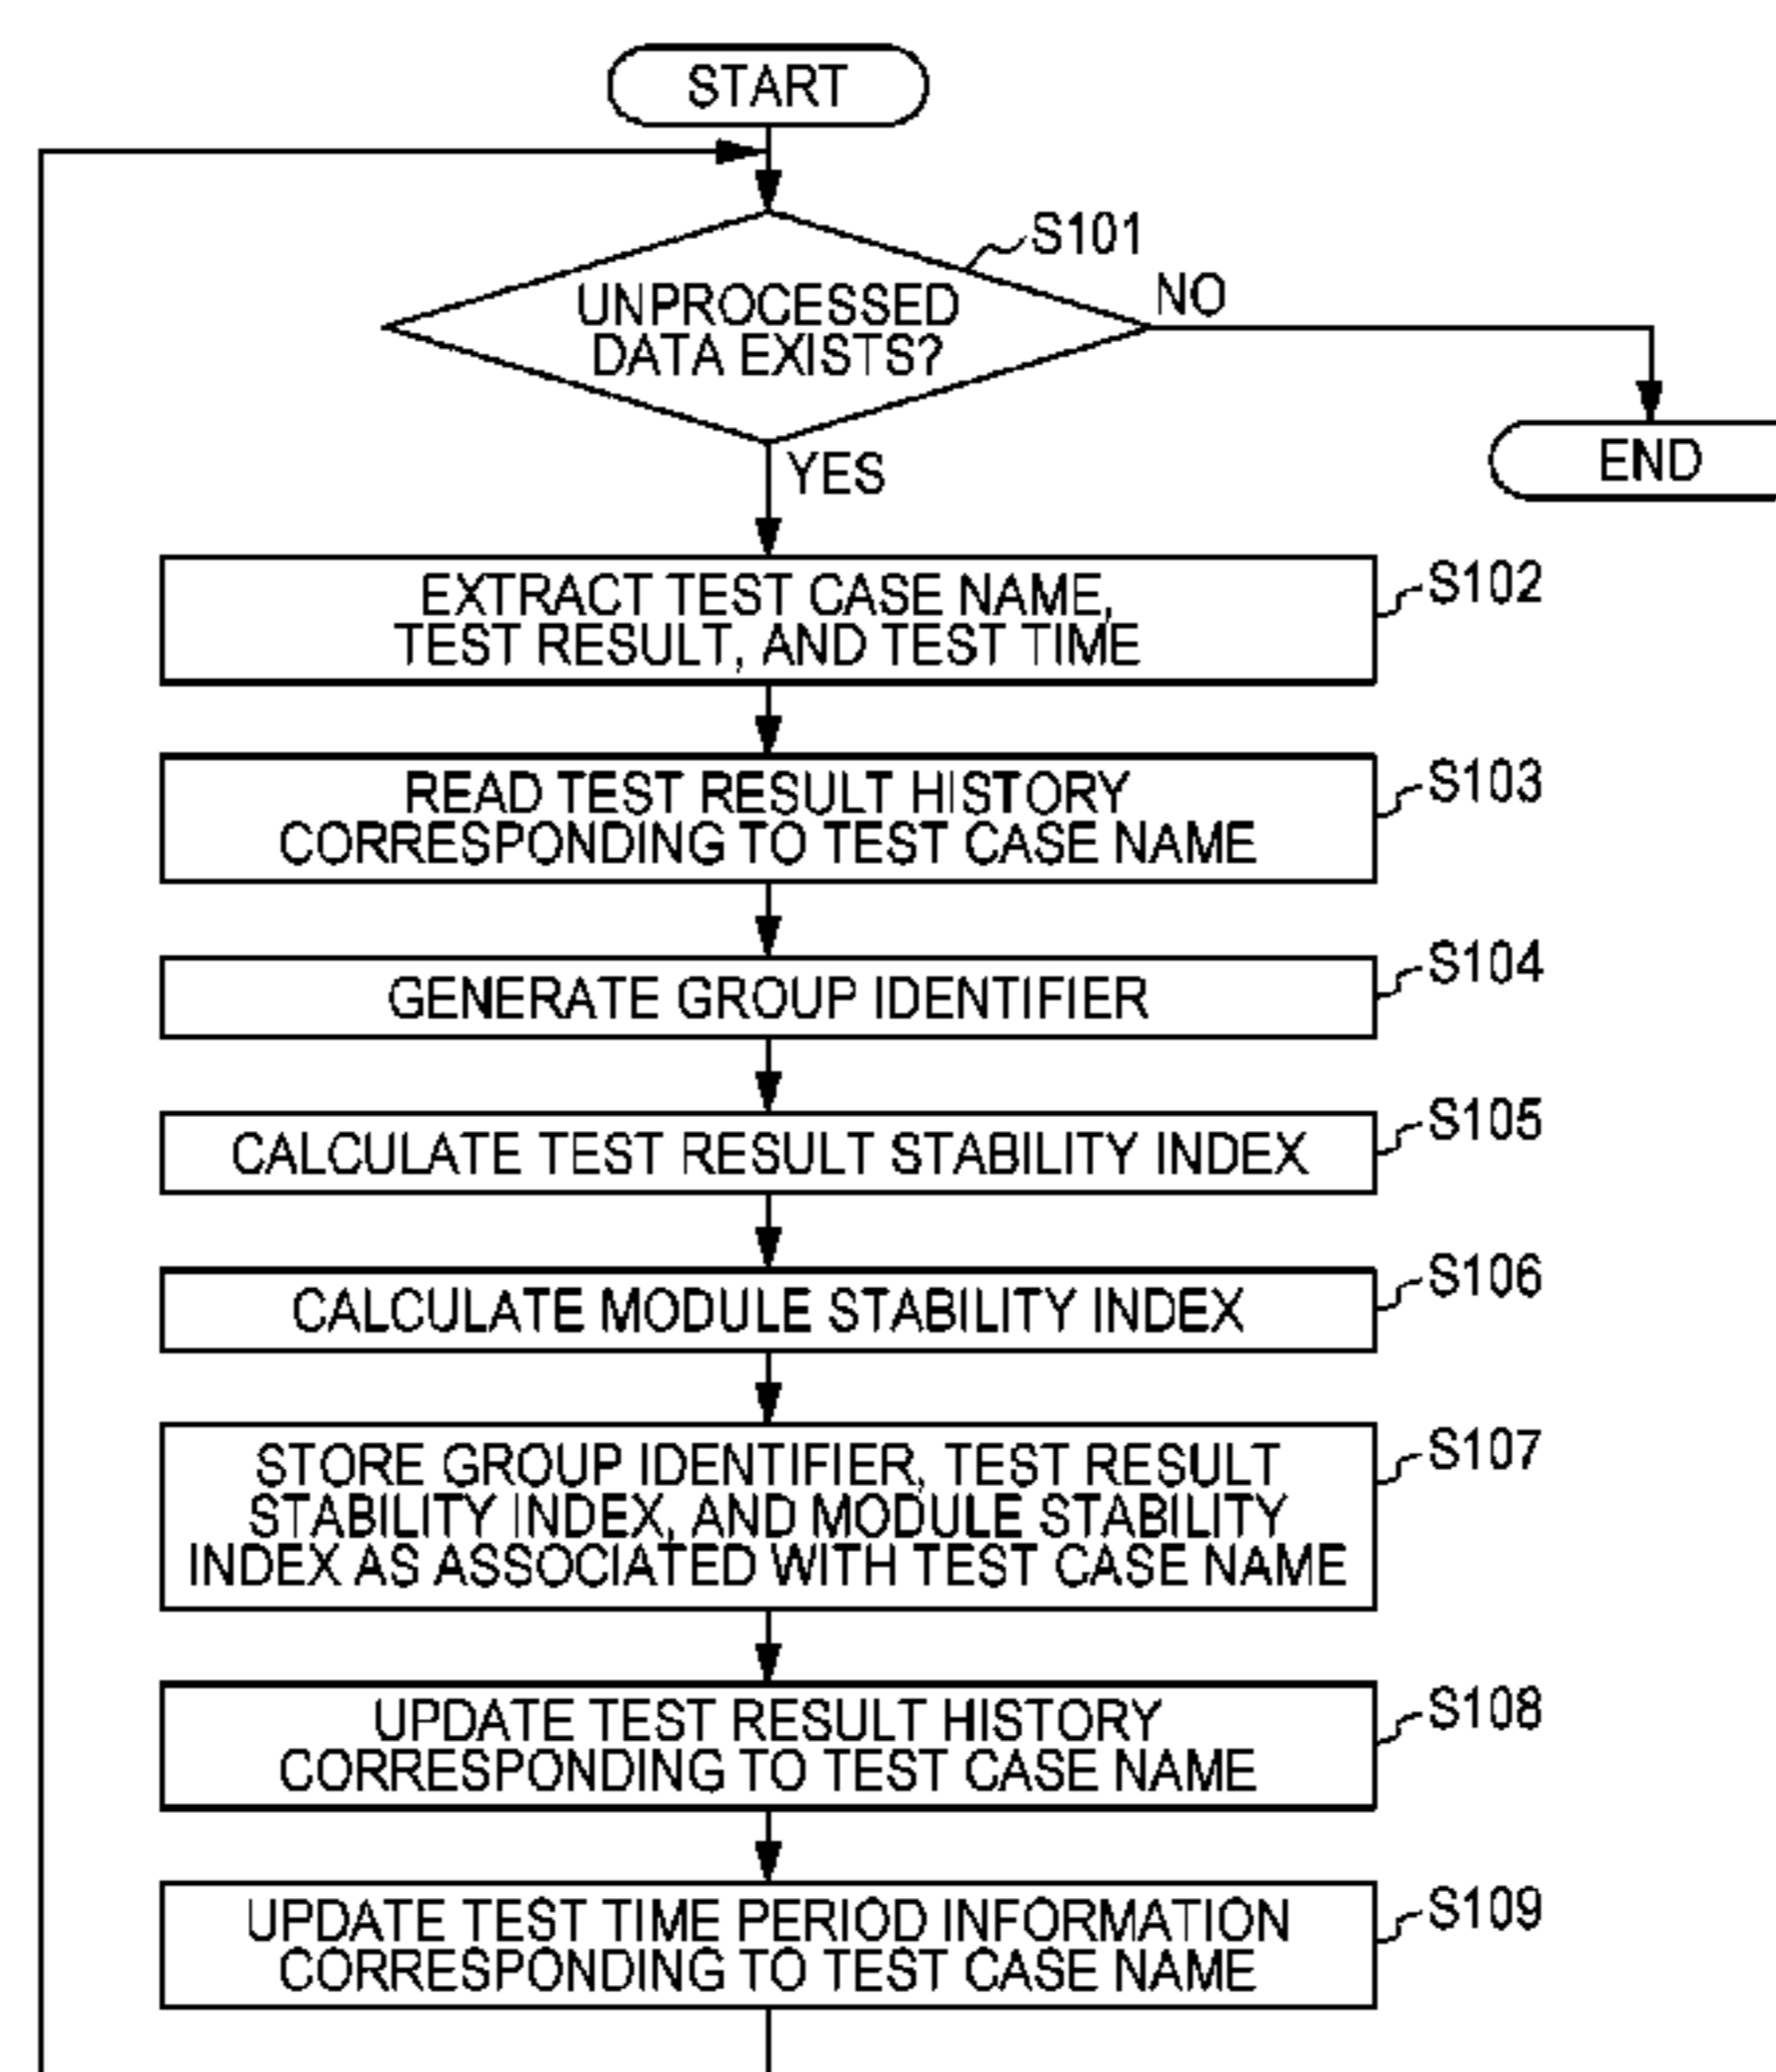 START
S101
UNPROCESSED
DATA EXISTS?
NO
END
YES
EXTRACT TEST CASE NAME,
TEST RESULT, AND TEST TIME
S102
READ TEST RESULT HISTORY
CORRESPONDING TO TEST CASE NAME
S103
GENERATE GROUP IDENTIFIER
S104
CALCULATE TEST RESULT STABILITY INDEX
S105
CALCULATE MODULE STABILITY INDEX
S106
STORE GROUP IDENTIFIER, TEST RESULT
STABILITY INDEX, AND MODULE STABILITY
INDEX AS ASSOCIATED WITH TEST CASE NAME
S107
UPDATE TEST RESULT HISTORY
CORRESPONDING TO TEST CASE NAME
S108
UPDATE TEST TIME PERIOD INFORMATION
CORRESPONDING TO TEST CASE NAME
S109